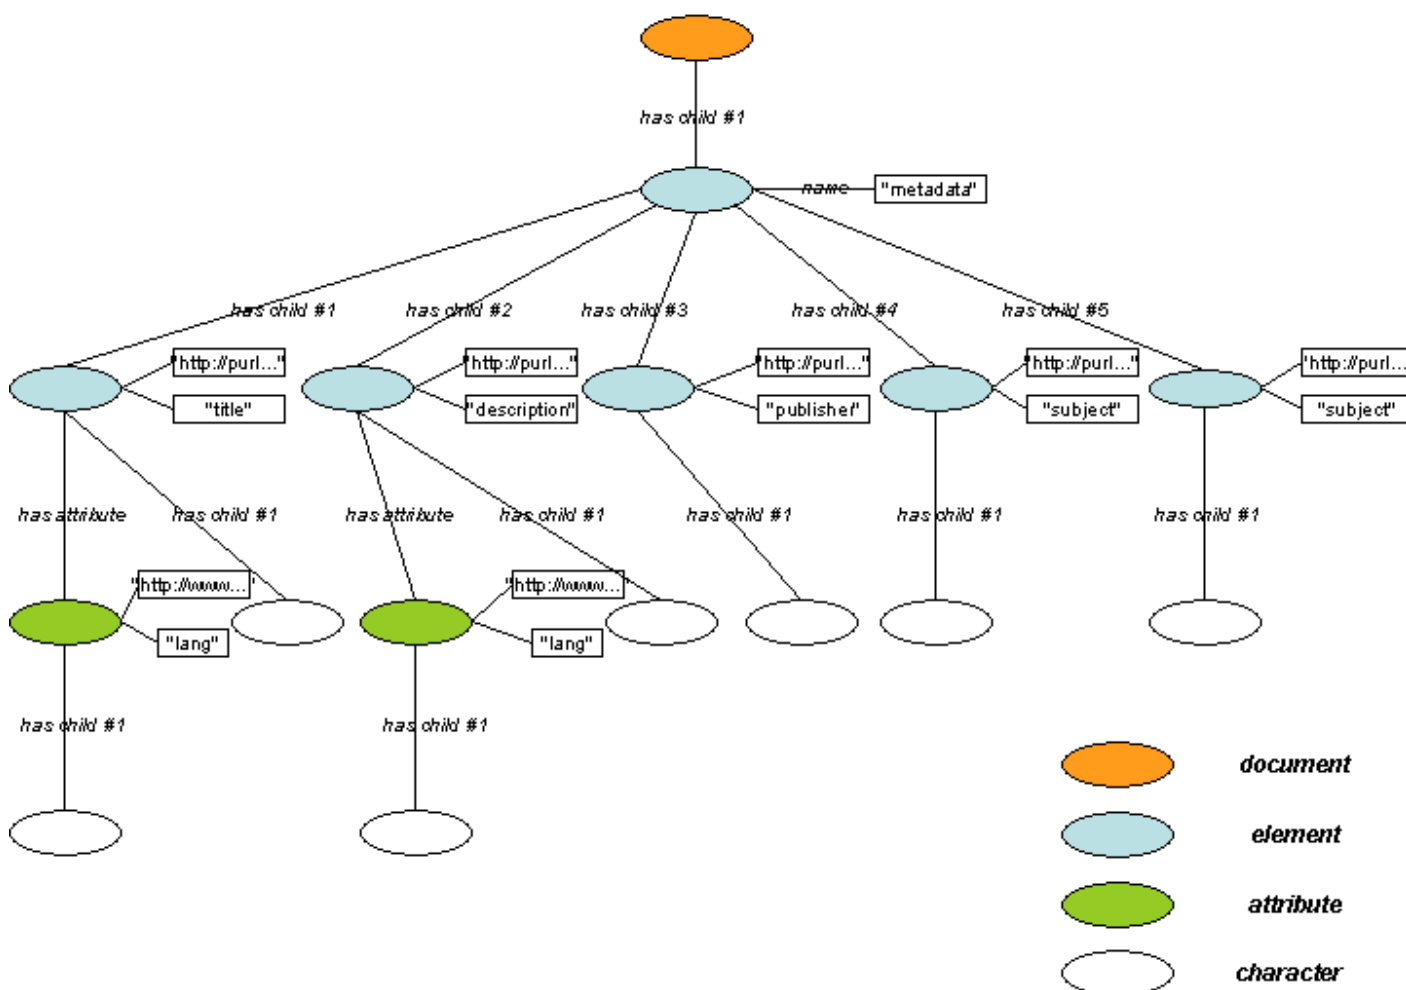 has child #1
name "metadata"
has child #1 has child #2 has child #3 has child #4 has child #5
"http://purl..." "http://purl..." "http://purl..." "http://purl..." "http://purl...
"title" "description" "publisher" "subject" "subject"
has attribute has child #1 has attribute has child #1 has child #1 has child #1 has child #1
"http://www..." "http://www..."
"lang" "lang"
has child #1 has child #1
document
element
attribute
character